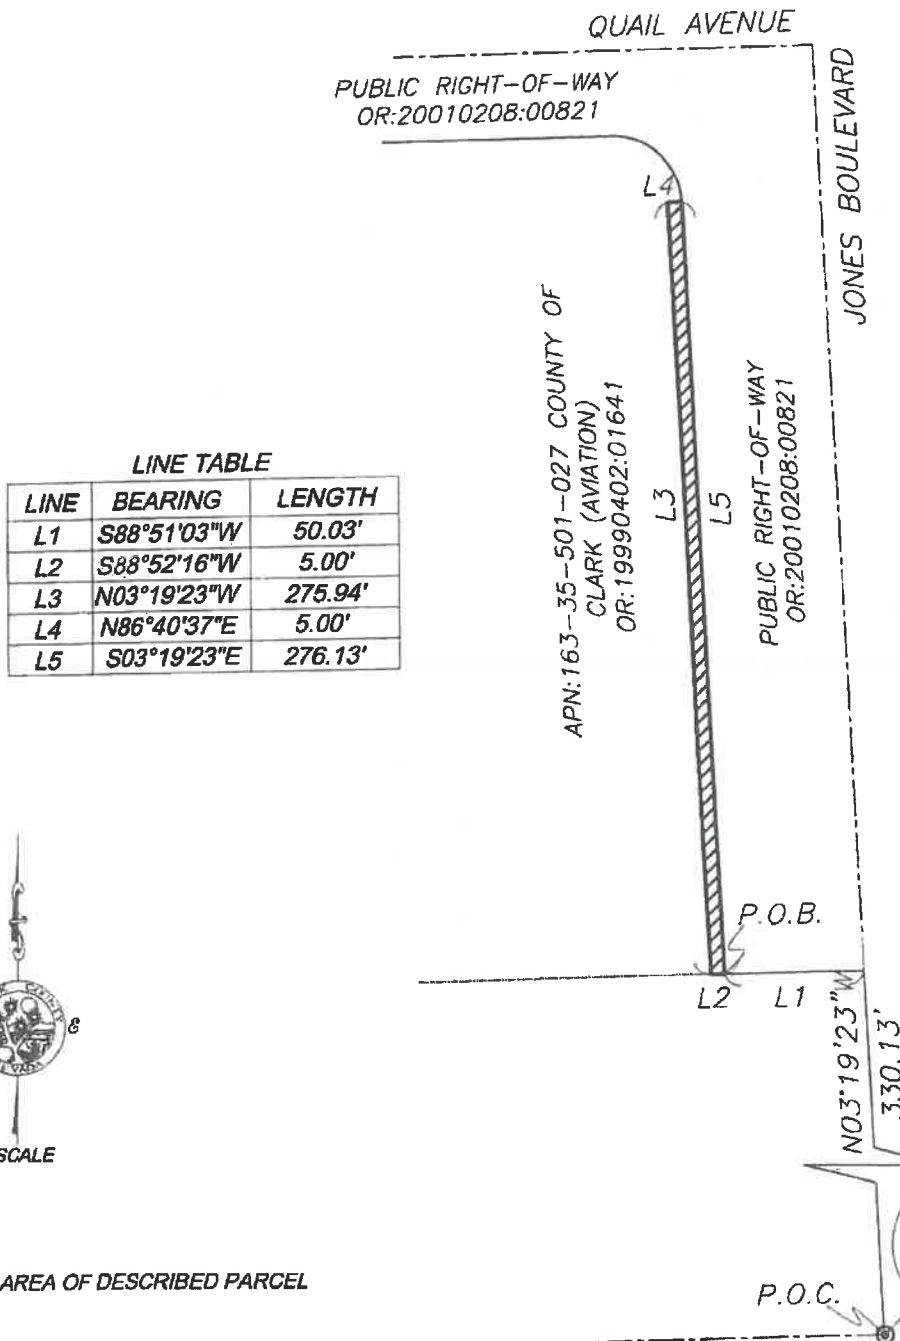 QUAIL AVENUE
PUBLIC RIGHT-OF-WAY
OR:20010208:00821
JONES BOULEVARD
L4
APN:163-35-501-027 COUNTY OF
CLARK (AVIATION)
OR:19990402:01641
L3
L5
PUBLIC RIGHT-OF-WAY
OR:20010208:00821
LINE TABLE
LINE BEARING LENGTH
L1 S88°51'03"W 50.03'
L2 S88°52'16"W 5.00'
L3 N03°19'23"W 275.94'
L4 N86°40'37"E 5.00'
L5 S03°19'23"E 276.13'
P.O.B.
L2
L1
N03°19'23"W
330.13'
SCALE
AREA OF DESCRIBED PARCEL
P.O.C.